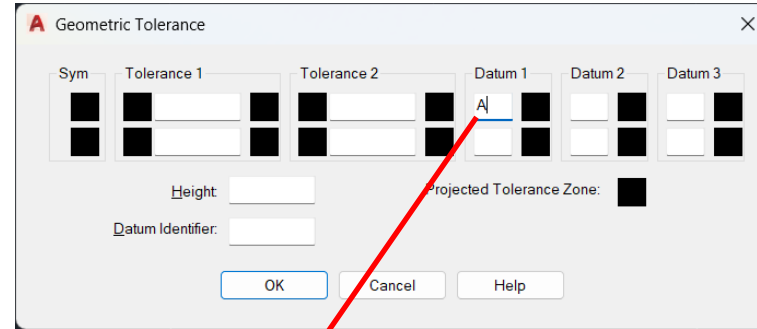 A Geometric Tolerance
Sym Tolerance 1 Tolerance 2 Datum 1 Datum 2 Datum 3
A
Height:
Projected Tolerance Zone:
Datum Identifier:
OK Cancel Help